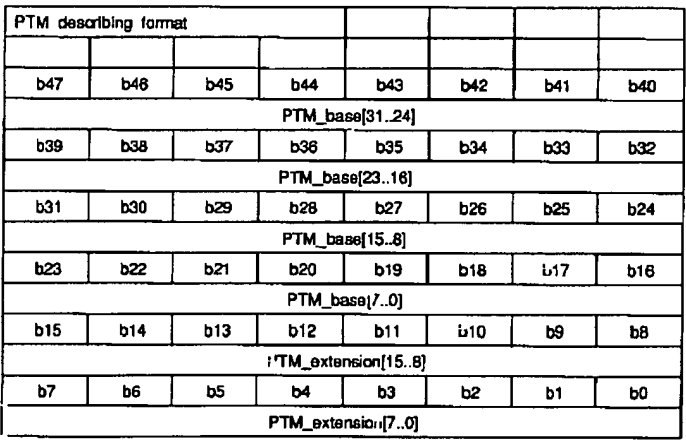 PTM describing format
b47 b46 b45 b44 b43 b42 b41 b40
PTM_base[31..24]
b39 b38 b37 b36 b35 b34 b33 b32
PTM_base[23..16]
b31 b30 b29 b28 b27 b26 b25 b24
PTM_base[15..8]
b23 b22 b21 b20 b19 b18 b17 b16
PTM_base[7..0]
b15 b14 b13 b12 b11 b10 b9 b8
PTM_extension[15..8]
b7 b6 b5 b4 b3 b2 b1 b0
PTM_extension[7..0]